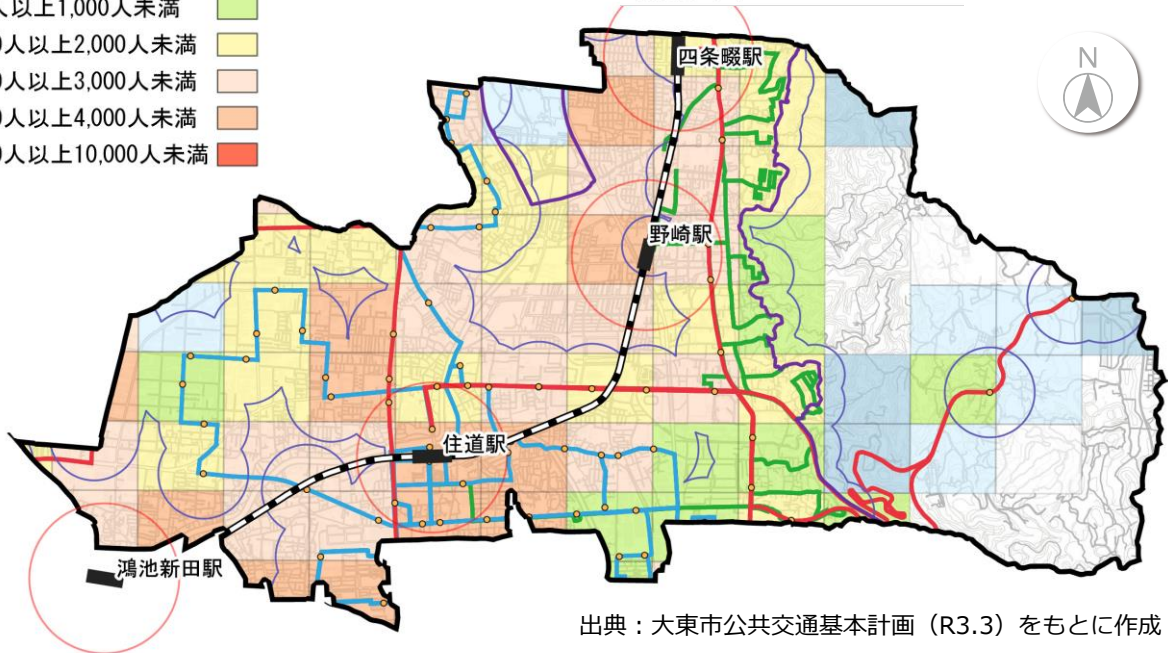 人以上1,000人未満
0人以上2,000人未満
0人以上3,000人未満
0人以上4,000人未満
0人以上10,000人未満
N
四条畷駅
野崎駅
住道駅
鴻池新田駅
出典：大東市公共交通基本計画（R3.3）をもとに作成